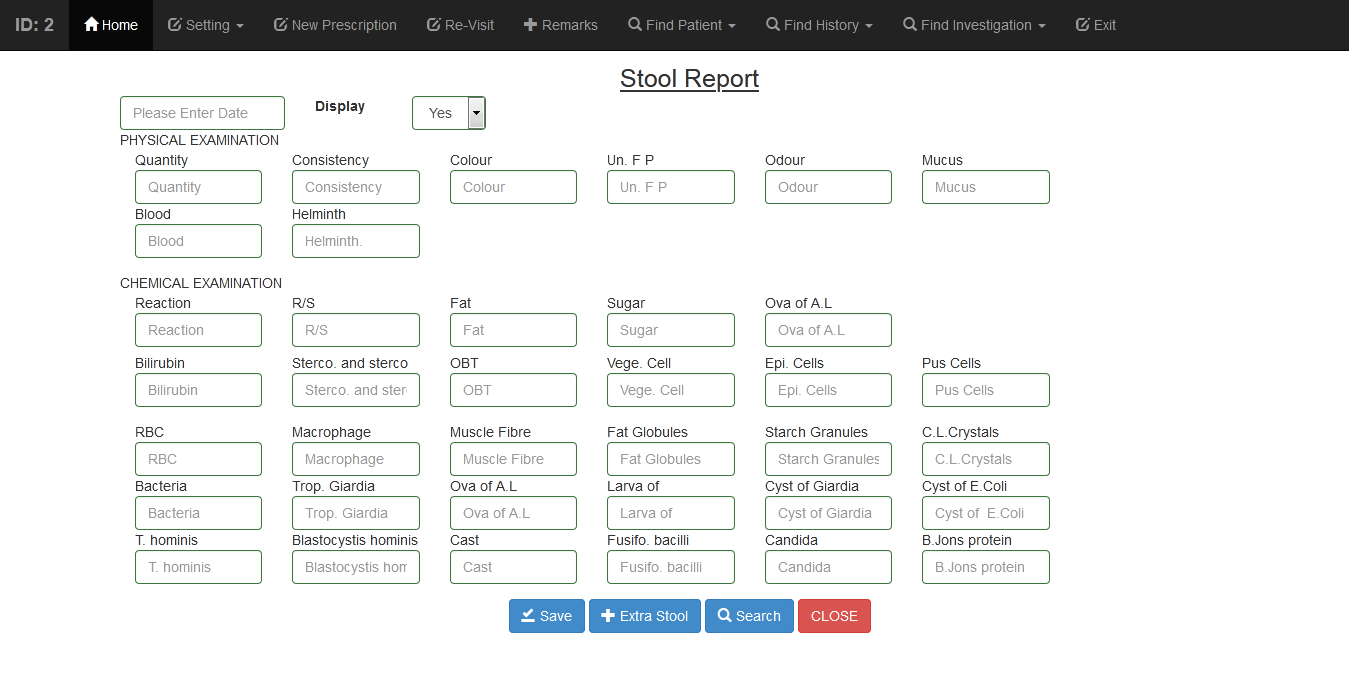 ID: 2 Home Setting New Prescription Re-Visit Remarks Find Patient Find History Find Investigation Exit
Stool Report
Please Enter Date Display Yes
PHYSICAL EXAMINATION
Quantity Consistency Colour Un. F P Odour Mucus
Quantity Consistency Colour Un. F P Odour Mucus
Blood Helminth
Blood Helminth.
CHEMICAL EXAMINATION
Reaction R/S Fat Sugar Ova of A.L
Reaction R/S Fat Sugar Ova of A.L
Bilirubin Sterco. and sterco OBT Vege. Cell Epi. Cells Pus Cells
Bilirubin Sterco. and ster OBT Vege. Cell Epi. Cells Pus Cells
RBC Macrophage Muscle Fibre Fat Globules Starch Granules C.L.Crystals
RBC Macrophage Muscle Fibre Fat Globules Starch Granules C.L.Crystals
Bacteria Trop. Giardia Ova of A.L Larva of Cyst of Giardia Cyst of E.Coli
Bacteria Trop. Giardia Ova of A.L Larva of Cyst of Giardia Cyst of E.Coli
T. hominis Blastocystis hominis Cast Fusifo. bacilli Candida B.Jons protein
T. hominis Blastocystis hom Cast Fusifo. bacilli Candida B.Jons protein
Save Extra Stool Search CLOSE